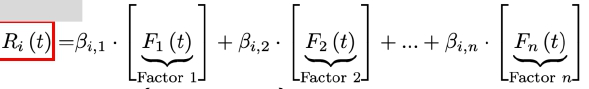 R_i (t) = β_{i,1} · [F_1 (t)] + β_{i,2} · [F_2 (t)] + ... + β_{i,n} · [F_n (t)]
Factor 1 Factor 2 Factor n